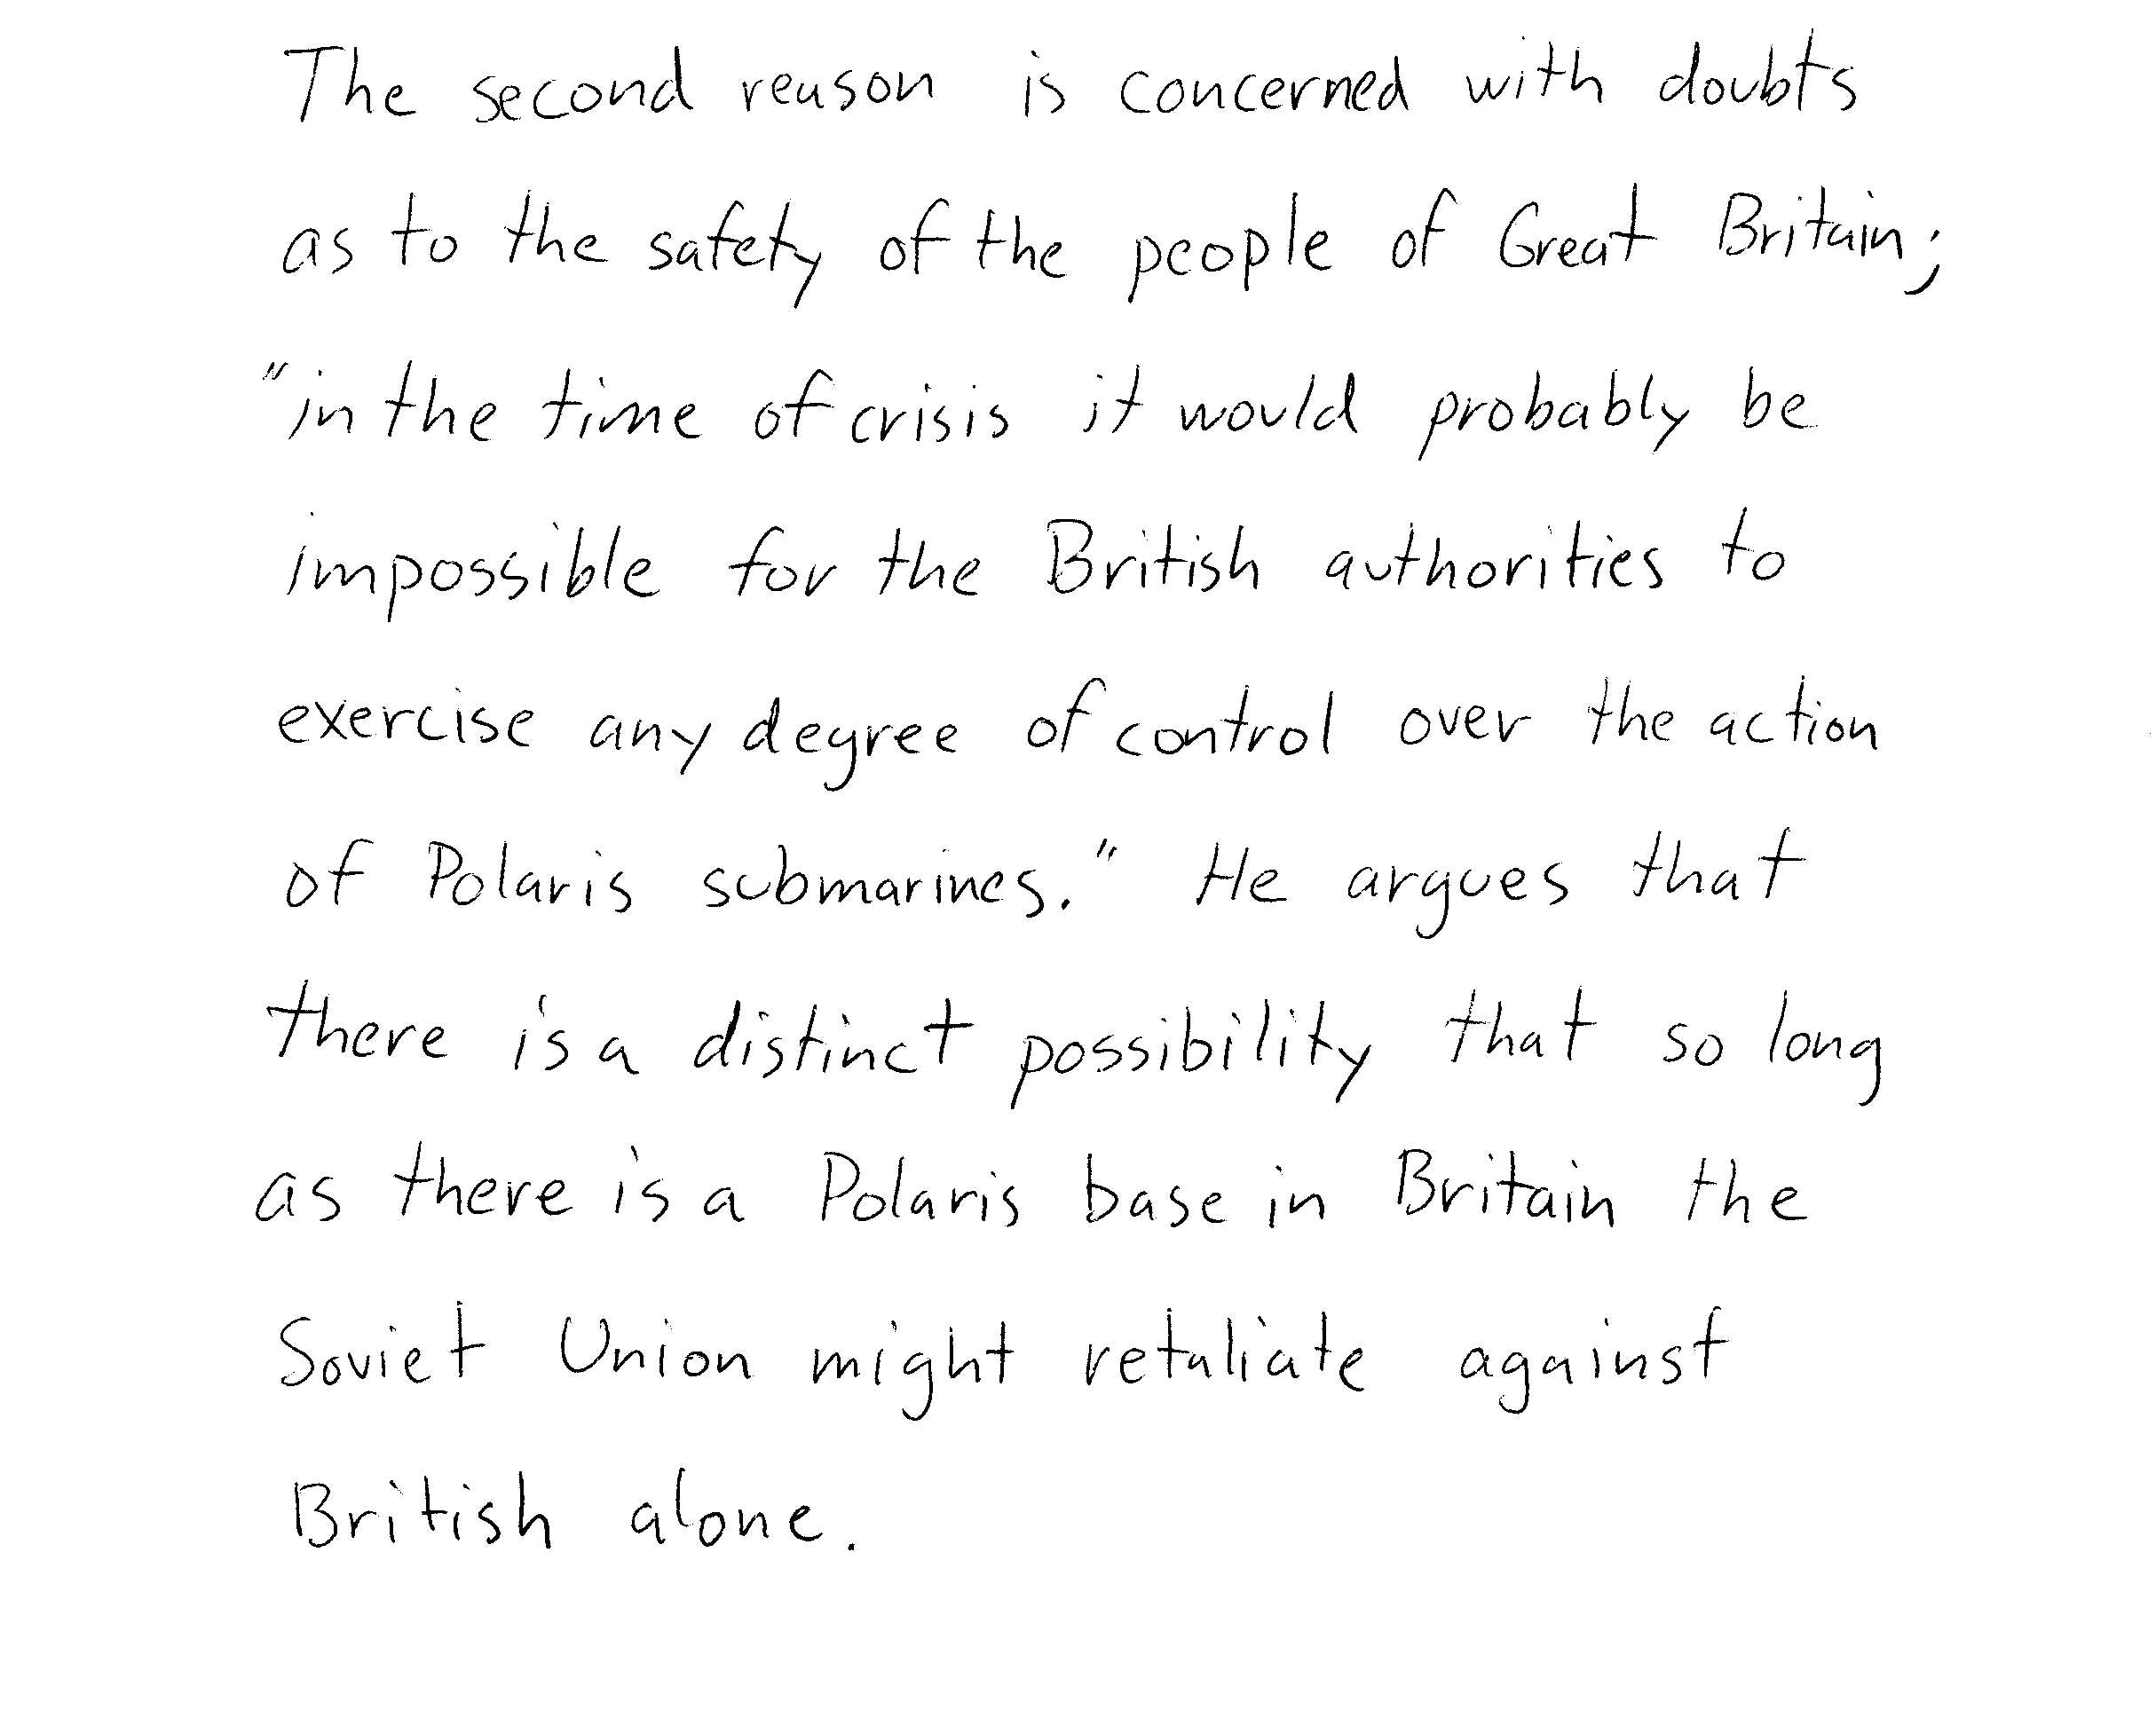 The second reason is concerned with doubts
as to the safety of the people of Great Britain;
"in the time of crisis it would probably be
impossible for the British authorities to
exercise any degree of control over the action
of Polaris submarines." He argues that
there is a distinct possibility that so long
as there is a Polaris base in Britain the
Soviet Union might retaliate against
British alone.